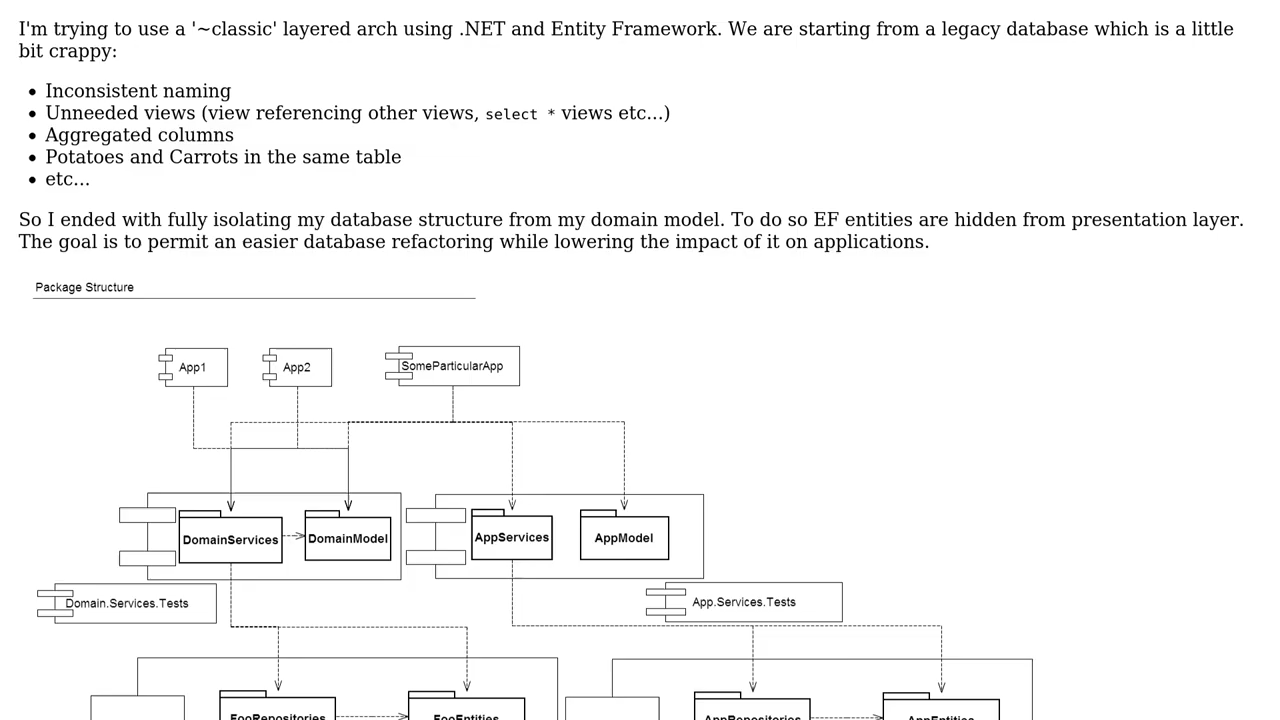 I'm trying to use a '~classic' layered arch using .NET and Entity Framework. We are starting from a legacy database which is a little
bit crappy:
• Inconsistent naming
• Unneeded views (view referencing other views, select * views etc...)
• Aggregated columns
• Potatoes and Carrots in the same table
• etc...
So I ended with fully isolating my database structure from my domain model. To do so EF entities are hidden from presentation layer.
The goal is to permit an easier database refactoring while lowering the impact of it on applications.
Package Structure
App1
App2
SomeParticularApp
DomainServices
DomainModel
AppServices
AppModel
Domain.Services.Tests
App.Services.Tests
FooRepositories
FooEntities
AppRepositories
AppEntities